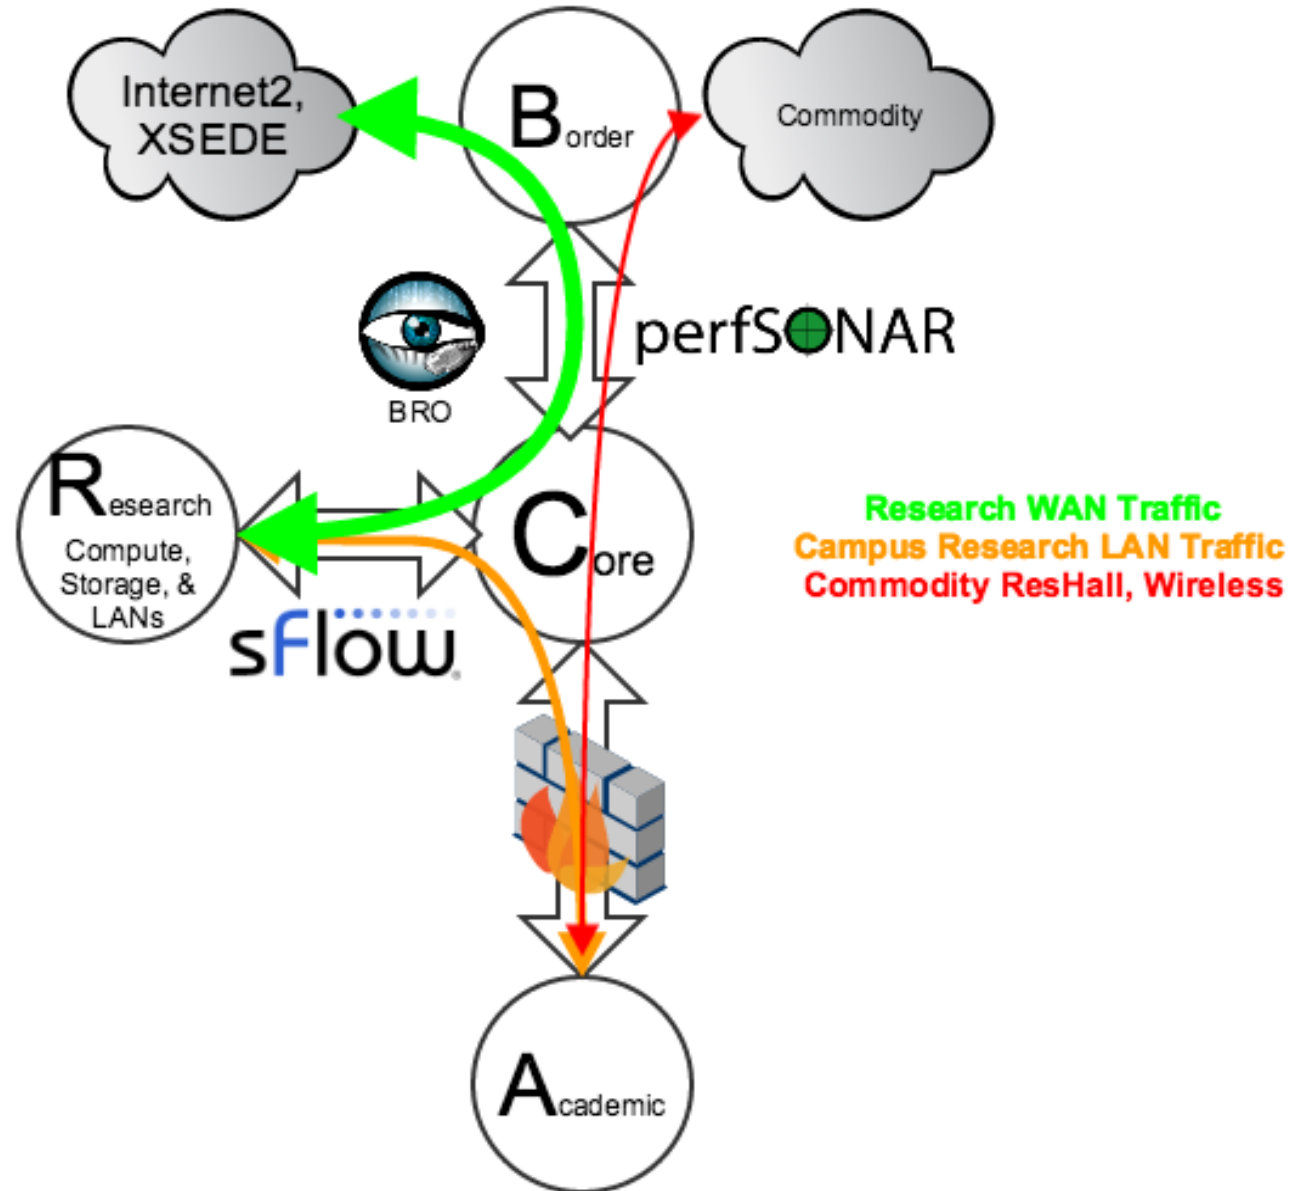 Internet2,
XSEDE
Border
Commodity
BRO
perfSONAR
Research
Compute,
Storage, &
LANs
Core
Research WAN Traffic
Campus Research LAN Traffic
Commodity ResHall, Wireless
sFlow
Academic